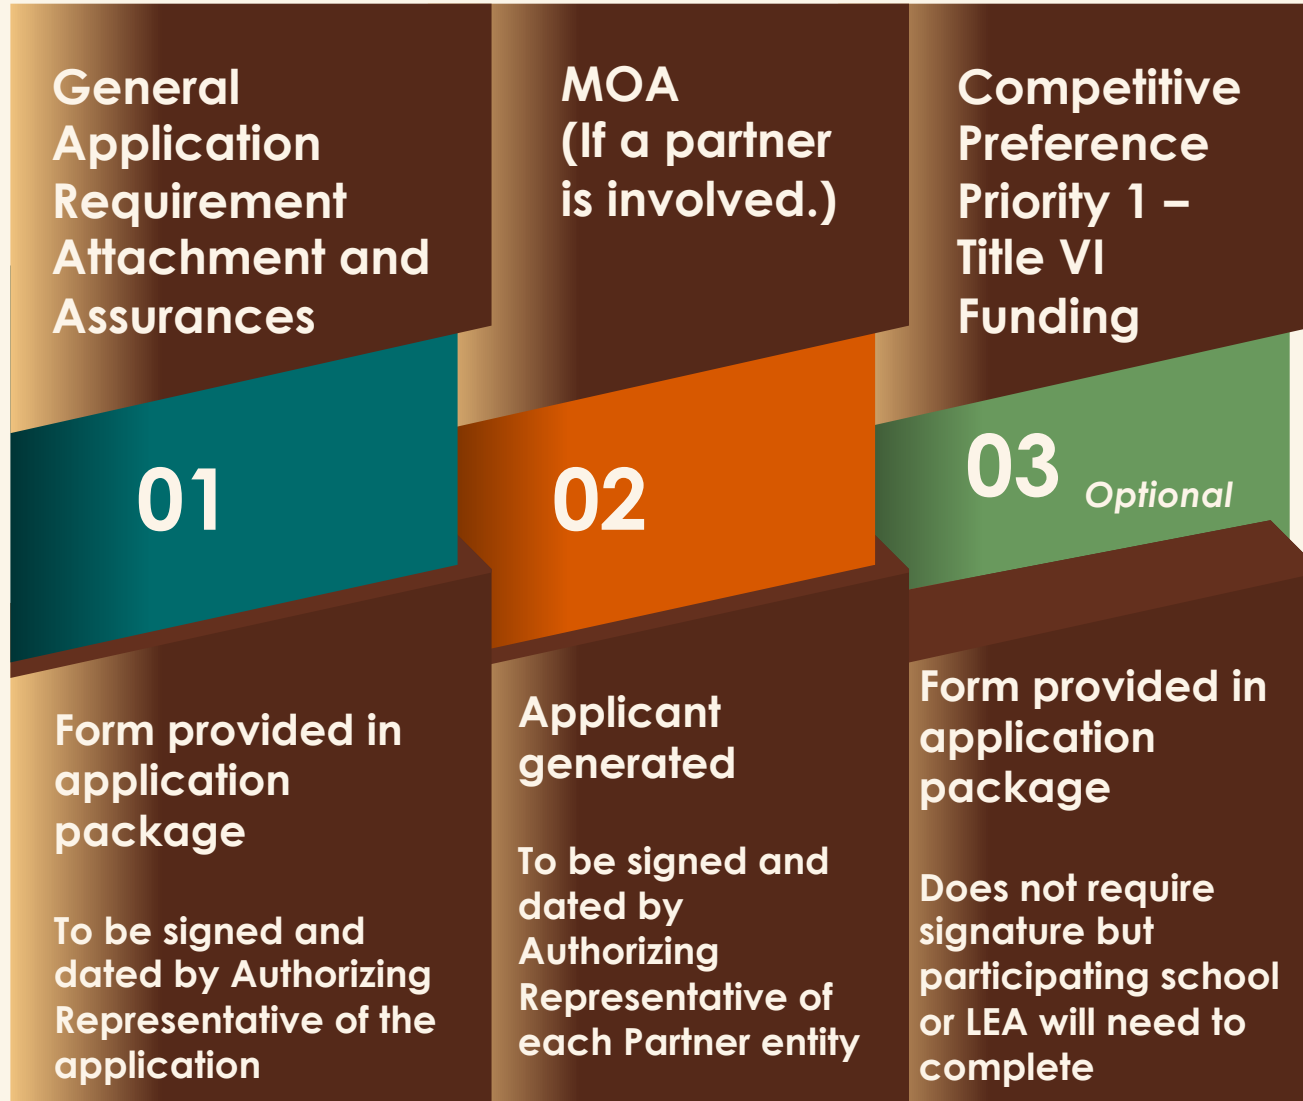 General
Application
Requirement
Attachment and
Assurances
01
Form provided in
application
package
To be signed and
dated by Authorizing
Representative of the
application
MOA
(If a partner
is involved.)
02
Applicant
generated
To be signed and
dated by
Authorizing
Representative of
each Partner entity
Competitive
Preference
Priority 1 –
Title VI
Funding
03 Optional
Form provided in
application
package
Does not require
signature but
participating school
or LEA will need to
complete